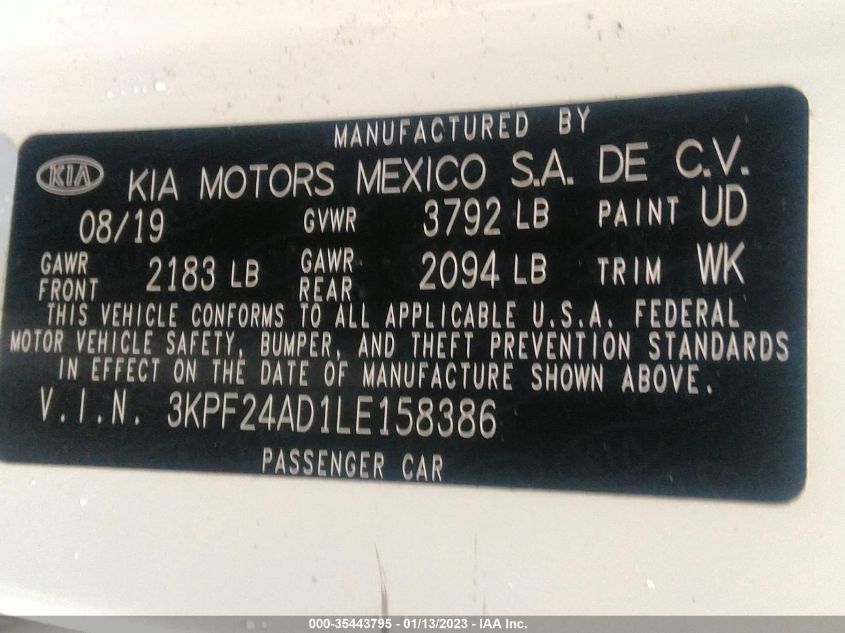 MANUFACTURED BY
KIA KIA MOTORS MEXICO S.A. DE C.V.
08/19 GVWR 3792 LB PAINT UD
GAWR FRONT 2183 LB GAWR REAR 2094 LB TRIM WK
THIS VEHICLE CONFORMS TO ALL APPLICABLE U.S.A. FEDERAL
MOTOR VEHICLE SAFETY, BUMPER, AND THEFT PREVENTION STANDARDS
IN EFFECT ON THE DATE OF MANUFACTURE SHOWN ABOVE.
V.I.N. 3KPF24AD1LE158386
PASSENGER CAR
000-35443795 - 01/13/2023 - IAA Inc.